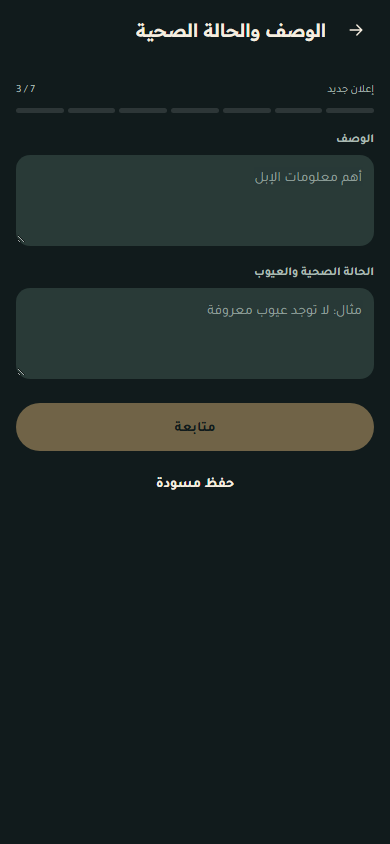 الوصف والحالة الصحية
إعلان جديد
3 / 7
الوصف
أهم معلومات الإبل
الحالة الصحية والعيوب
مثال: لا توجد عيوب معروفة
متابعة
حفظ مسودة